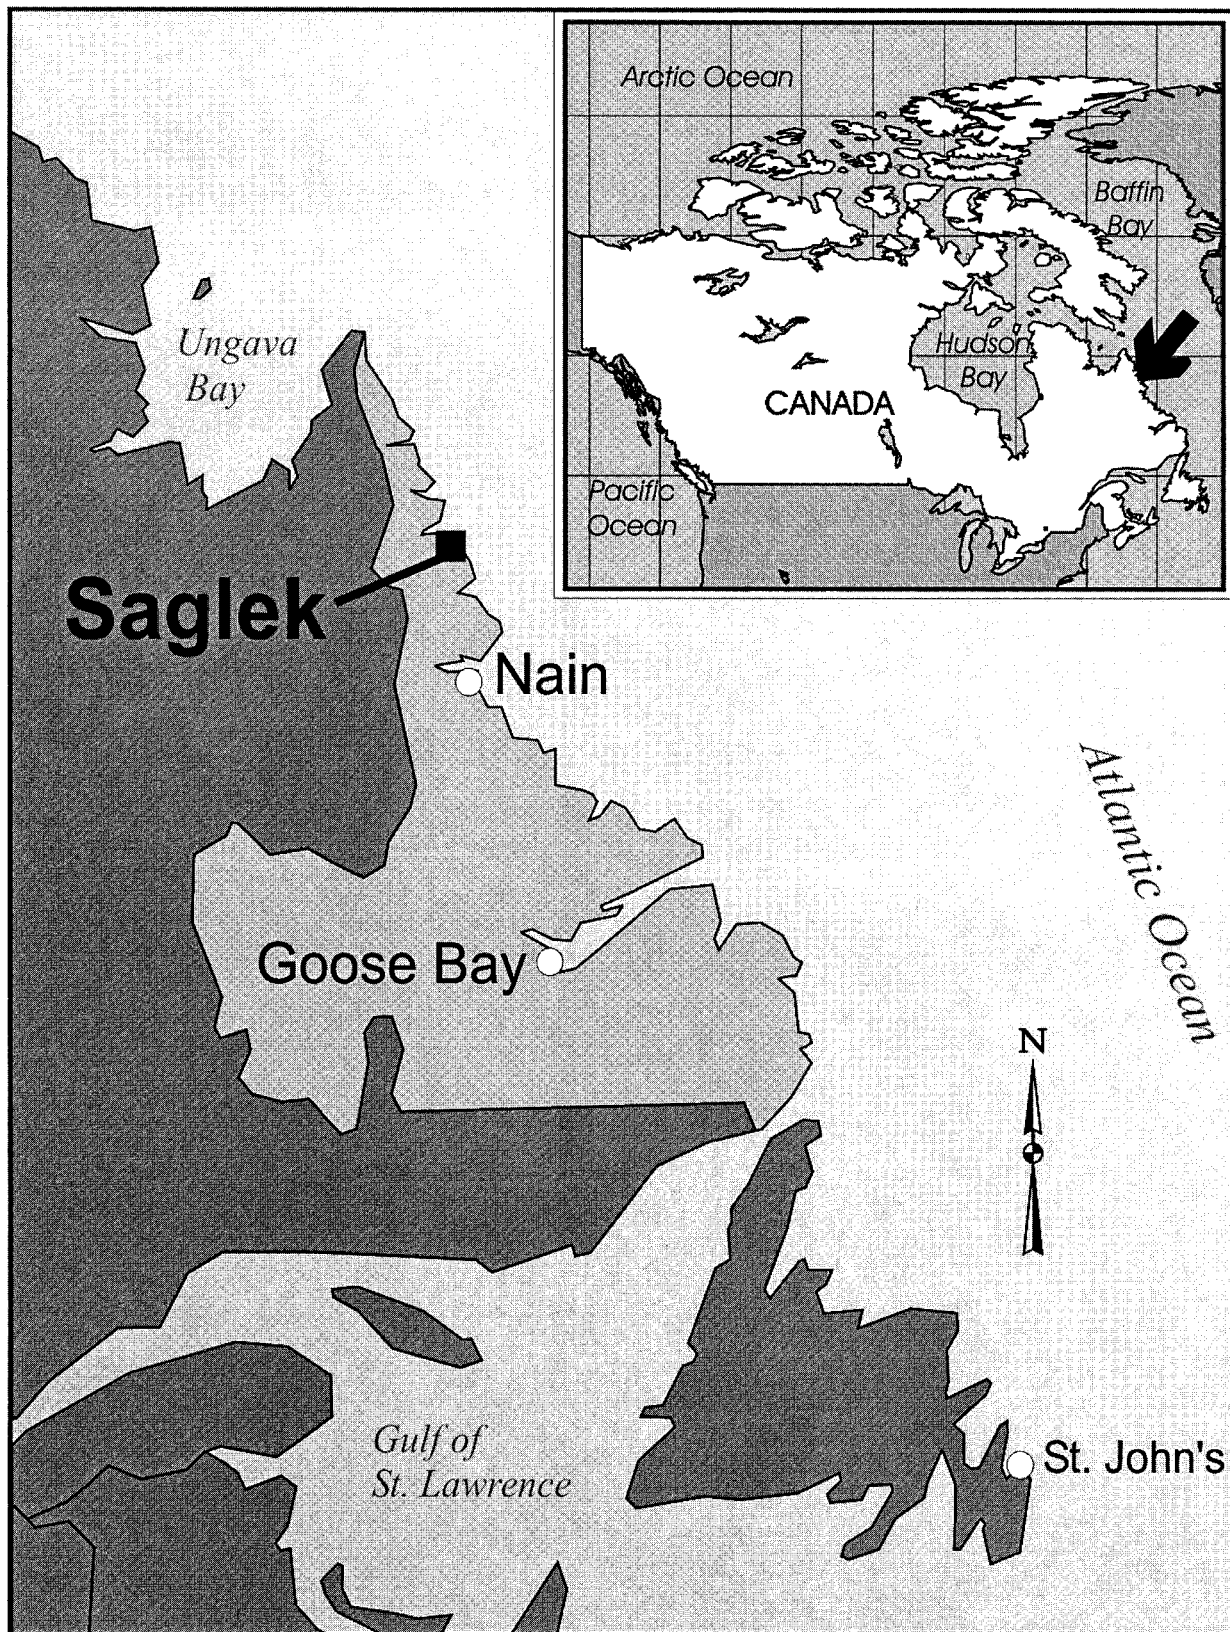 Arctic Ocean
Baffin
Bay
Hudson
Bay
CANADA
Pacific
Ocean
Ungava
Bay
Saglek
Nain
Atlantic Ocean
Goose Bay
N
Gulf of
St. Lawrence
St. John's